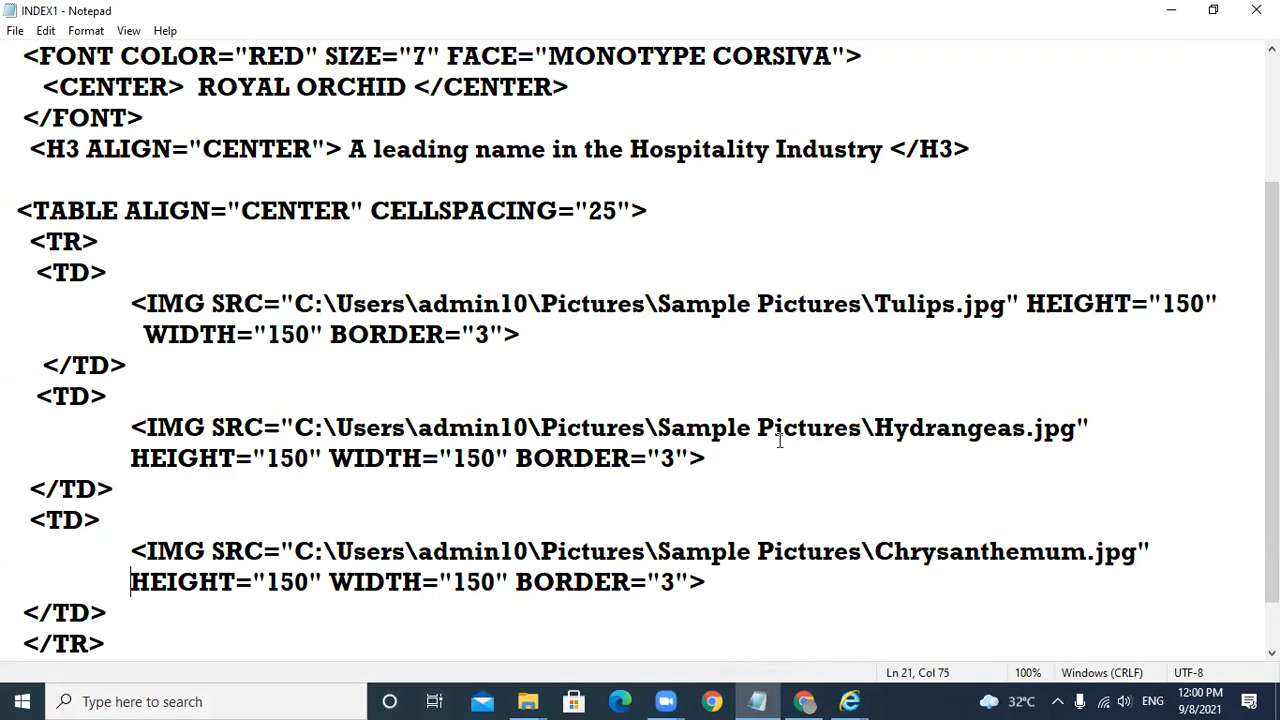 INDEX1 - Notepad
File Edit Format View Help
<FONT COLOR="RED" SIZE="7" FACE="MONOTYPE CORSIVA">
<CENTER> ROYAL ORCHID </CENTER>
</FONT>
<H3 ALIGN="CENTER"> A leading name in the Hospitality Industry </H3>
<TABLE ALIGN="CENTER" CELLSPACING="25">
<TR>
<TD>
<IMG SRC="C:\Users\admin10\Pictures\Sample Pictures\Tulips.jpg" HEIGHT="150"
WIDTH="150" BORDER="3">
</TD>
<TD>
<IMG SRC="C:\Users\admin10\Pictures\Sample Pictures\Hydrangeas.jpg"
HEIGHT="150" WIDTH="150" BORDER="3">
</TD>
<TD>
<IMG SRC="C:\Users\admin10\Pictures\Sample Pictures\Chrysanthemum.jpg"
HEIGHT="150" WIDTH="150" BORDER="3">
</TD>
</TR>
Ln 21, Col 75 100% Windows (CRLF) UTF-8
Type here to search 32°C ENG 12:00 PM
9/8/2021